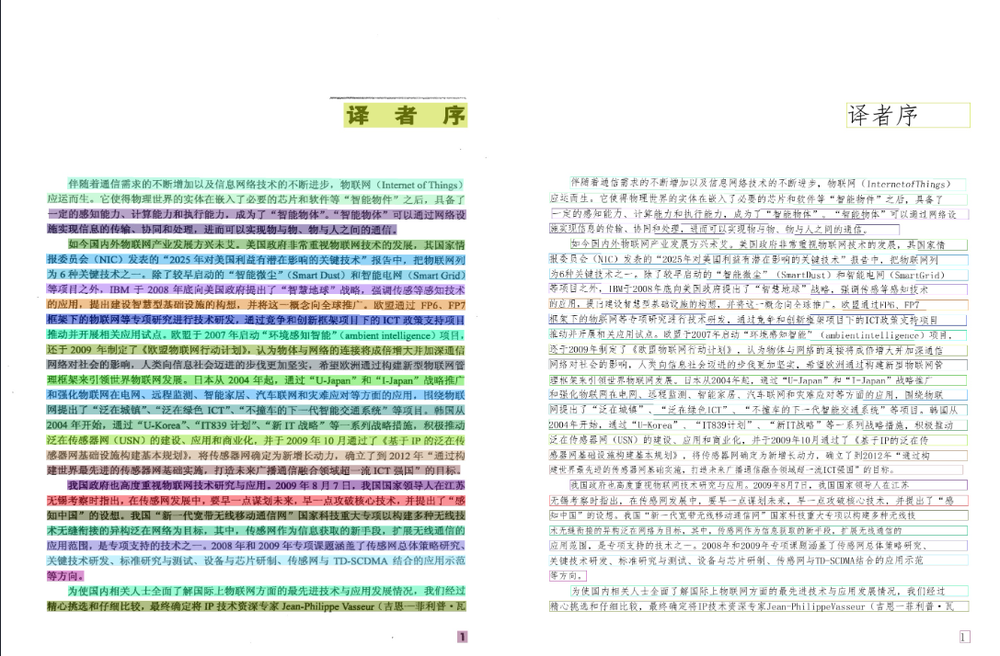 译者序
伴随着通信需求的不断增加以及信息网络技术的不断进步，物联网（Internet of Things）
应运而生。它使得物理世界的实体在嵌入了必要的芯片和软件等“智能物件”之后，具备了
一定的感知能力、计算能力和执行能力，成为了“智能物体”。“智能物体”可以通过网络设
施实现信息的传输、协同和处理，进而可以实现物与物、物与人之间的通信。
如今国内外物联网产业发展方兴未艾。美国政府非常重视物联网技术的发展，其国家情
报委员会（NIC）发表的“2025 年对美国利益有潜在影响的关键技术”报告中，把物联网列
为 6 种关键技术之一。除了较早启动的“智能微尘”（Smart Dust）和智能电网（Smart Grid）
等项目之外，IBM 于 2008 年底向美国政府提出了“智慧地球”战略，强调传感等感知技术
的应用，提出建设智慧型基础设施的构想，并将这一概念向全球推广。欧盟通过 FP6、FP7
框架下的物联网等专项研究进行技术研发，通过竞争和创新框架项目下的 ICT 政策支持项目
推动并开展相关应用试点。欧盟于 2007 年启动“环境感知智能”（ambient intelligence）项目，
还于 2009 年制定了《欧盟物联网行动计划》，认为物体与网络的连接将成倍增大并加深通信
网络对社会的影响，人类向信息社会迈进的步伐更加坚实，希望欧洲通过构建新型物联网管
理框架来引领世界物联网发展。日本从 2004 年起，通过“U-Japan”和“I-Japan”战略推广
和强化物联网在电网、远程监测、智能家居、汽车联网和灾难应对等方面的应用，围绕物联
网提出了“泛在城镇”、“泛在绿色 ICT”、“不撞车的下一代智能交通系统”等项目。韩国从
2004 年开始，通过“U-Korea”、“IT839 计划”、“新 IT 战略”等一系列战略措施，积极推动
泛在传感器网（USN）的建设、应用和商业化，并于 2009 年 10 月通过了《基于 IP 的泛在传
感器网基础设施构建基本规划》，将传感器网确定为新增长动力，确立了到 2012 年“通过构
建世界最先进的传感器网基础实施，打造未来广播通信融合领域超一流 ICT 强国”的目标。
我国政府也高度重视物联网技术研究与应用。2009 年 8 月 7 日，我国国家领导人在江苏
无锡考察时指出，在传感网发展中，要早一点谋划未来，早一点攻破核心技术，并提出了“感
知中国”的设想。我国“新一代宽带无线移动通信网”国家科技重大专项以构建多种无线技
术无缝衔接的异构泛在网络为目标，其中，传感网作为信息获取的新手段，扩展无线通信的
应用范围，是专项支持的技术之一。2008 年和 2009 年专项课题涵盖了传感网总体策略研究、
关键技术研发、标准研究与测试、设备与芯片研制、传感网与 TD-SCDMA 结合的应用示范
等方向。
为使国内相关人士全面了解国际上物联网方面的最先进技术与应用发展情况，我们经过
精心挑选和仔细比较，最终确定将 IP 技术资深专家 Jean-Philippe Vasseur（吉恩一菲利普·瓦
1
译者序
伴随着通信需求的不断增加以及信息网络技术的不断进步，物联网（InternetofThings）
应运而生。它使得物理世界的实体在嵌入了必要的芯片和软件等“智能物件”之后，具备了
一定的感知能力、计算能力和执行能力，成为了“智能物体”。“智能物体”可以通过网络设
施实现信息的传输、协同和处理，进而可以实现物与物、物与人之间的通信。
如今国内外物联网产业发展方兴未艾。美国政府非常重视物联网技术的发展，其国家情
报委员会（NIC）发表的“2025年对美国利益有潜在影响的关键技术”报告中，把物联网列
为6种关键技术之一。除了较早启动的“智能微尘”（SmartDust）和智能电网（SmartGrid）
等项目之外，IBM于2008年底向美国政府提出了“智慧地球”战略，强调传感等感知技术
的应用，提出建设智慧型基础设施的构想，并将这一概念向全球推广。欧盟通过FP6、FP7
框架下的物联网等专项研究进行技术研发，通过竞争和创新框架项目下的ICT政策支持项目
推动并开展相关应用试点。欧盟于2007年启动“环境感知智能”（ambientintelligence）项目，
还于2009年制定了《欧盟物联网行动计划》，认为物体与网络的连接将成倍增大并加深通信
网络对社会的影响，人类向信息社会迈进的步伐更加坚实，希望欧洲通过构建新型物联网管
理框架来引领世界物联网发展。日本从2004年起，通过“U-Japan”和“I-Japan”战略推广
和强化物联网在电网、远程监测、智能家居、汽车联网和灾难应对等方面的应用，围绕物联
网提出了“泛在城镇”、“泛在绿色ICT”、“不撞车的下一代智能交通系统”等项目。韩国从
2004年开始，通过“U-Korea”、“IT839计划”、“新IT战略”等一系列战略措施，积极推动
泛在传感器网（USN）的建设、应用和商业化，并于2009年10月通过了《基于IP的泛在传
感器网基础设施构建基本规划》，将传感器网确定为新增长动力，确立了到2012年“通过构
建世界最先进的传感器网基础实施，打造未来广播通信融合领域超一流ICT强国”的目标。
我国政府也高度重视物联网技术研究与应用。2009年8月7日，我国国家领导人在江苏
无锡考察时指出，在传感网发展中，要早一点谋划未来，早一点攻破核心技术，并提出了“感
知中国”的设想。我国“新一代宽带无线移动通信网”国家科技重大专项以构建多种无线技
术无缝衔接的异构泛在网络为目标，其中，传感网作为信息获取的新手段，扩展无线通信的
应用范围，是专项支持的技术之一。2008年和2009年专项课题涵盖了传感网总体策略研究、
关键技术研发、标准研究与测试、设备与芯片研制、传感网与TD-SCDMA结合的应用示范
等方向。
为使国内相关人士全面了解国际上物联网方面的最先进技术与应用发展情况，我们经过
精心挑选和仔细比较，最终确定将IP技术资深专家Jean-PhilippeVasseur（吉恩一菲利普·瓦
1